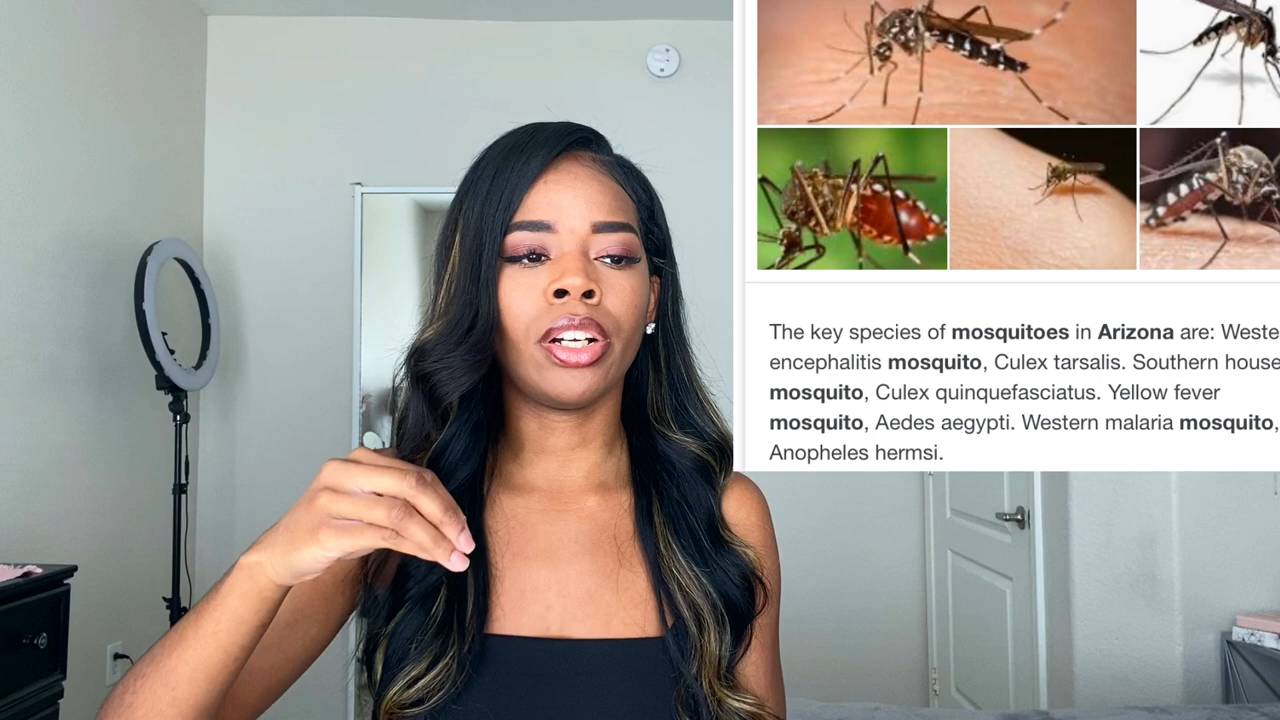 The key species of mosquitoes in Arizona are: Weste
encephalitis mosquito, Culex tarsalis. Southern house
mosquito, Culex quinquefasciatus. Yellow fever
mosquito, Aedes aegypti. Western malaria mosquito,
Anopheles hermsi.